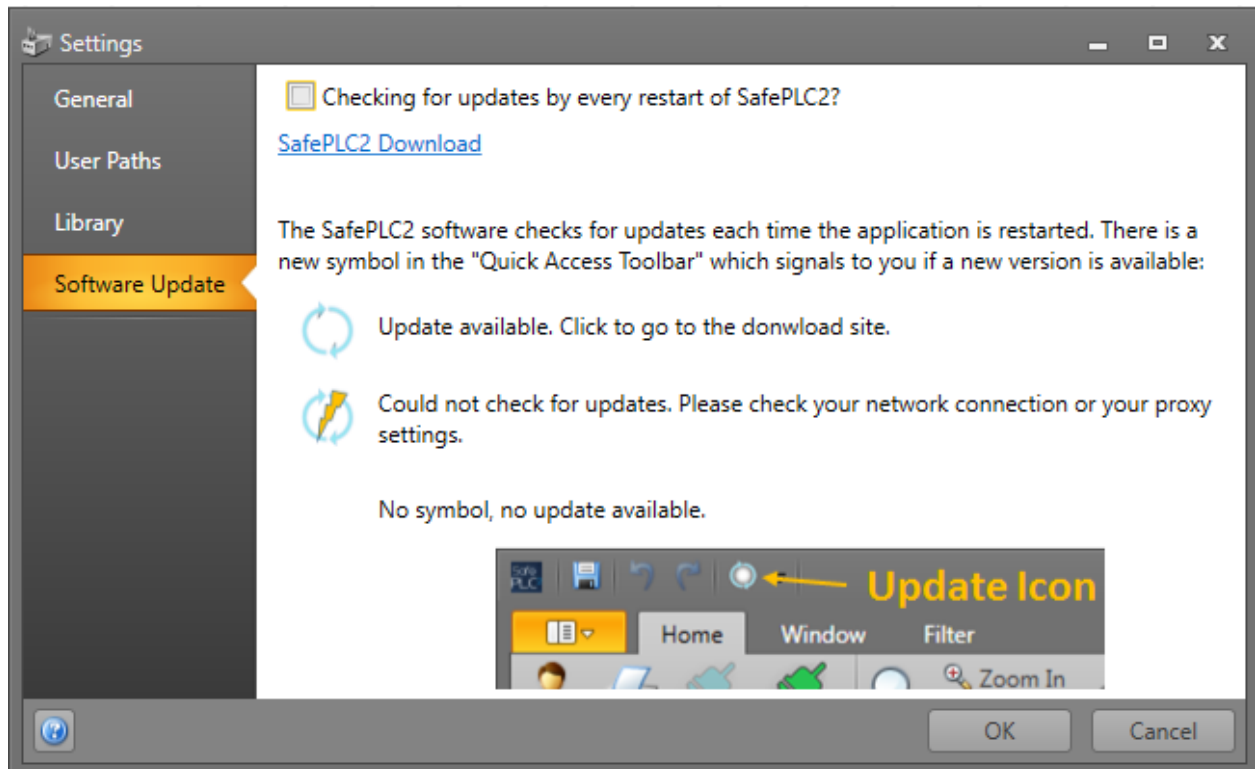 Settings
General
User Paths
Library
Software Update
Checking for updates by every restart of SafePLC2?
SafePLC2 Download
The SafePLC2 software checks for updates each time the application is restarted. There is a
new symbol in the "Quick Access Toolbar" which signals to you if a new version is available:
Update available. Click to go to the donwload site.
Could not check for updates. Please check your network connection or your proxy
settings.
No symbol, no update available.
Safe
PLC
Update Icon
Home Window Filter
Zoom In
OK Cancel